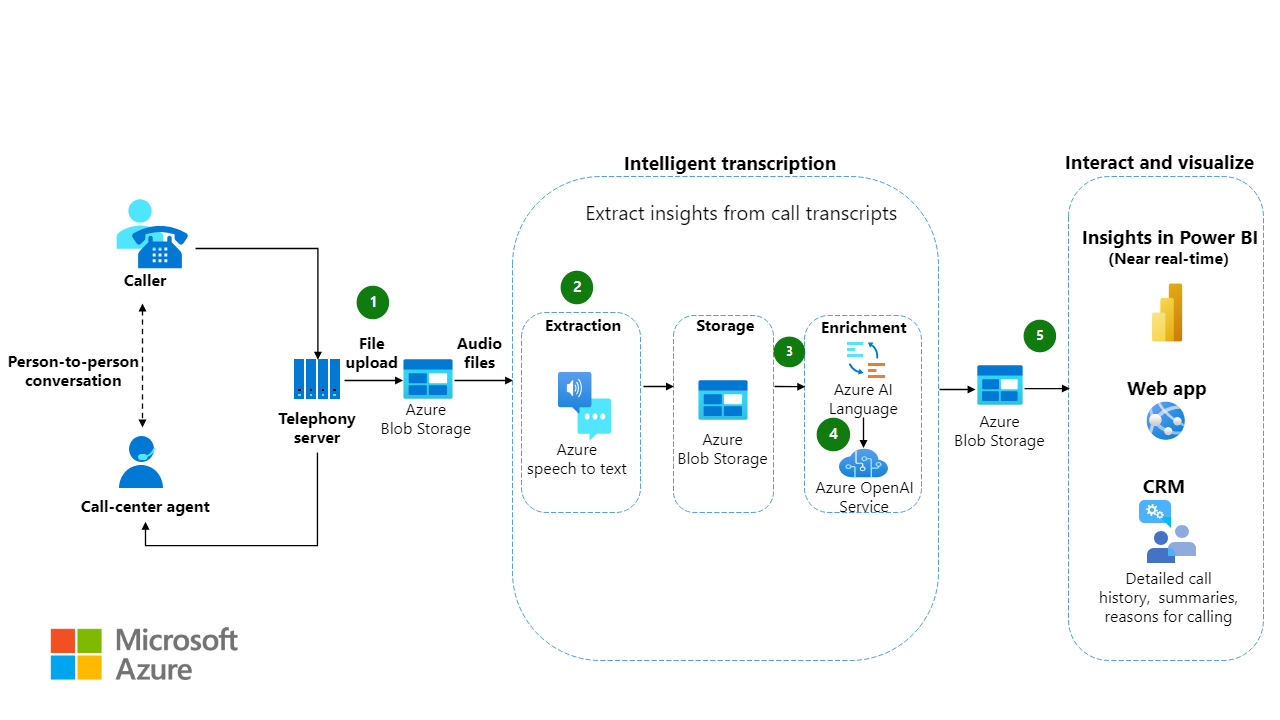 Intelligent transcription
Interact and visualize
Extract insights from call transcripts
Caller
Person-to-person
conversation
Call-center agent
Telephony
server
1
File
upload
Azure
Blob Storage
Audio
files
2
Extraction
Azure
speech to text
Storage
Azure
Blob Storage
3
Enrichment
Azure AI
Language
4
Azure OpenAI
Service
Azure
Blob Storage
5
Insights in Power BI
(Near real-time)
Web app
CRM
Detailed call
history, summaries,
reasons for calling
Microsoft
Azure